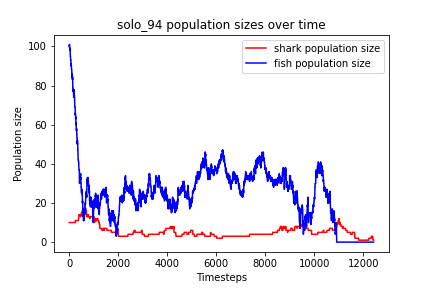 solo_94 population sizes over time
shark population size
fish population size
Population size
100
80
60
40
20
0
0 2000 4000 6000 8000 10000 12000
Timesteps